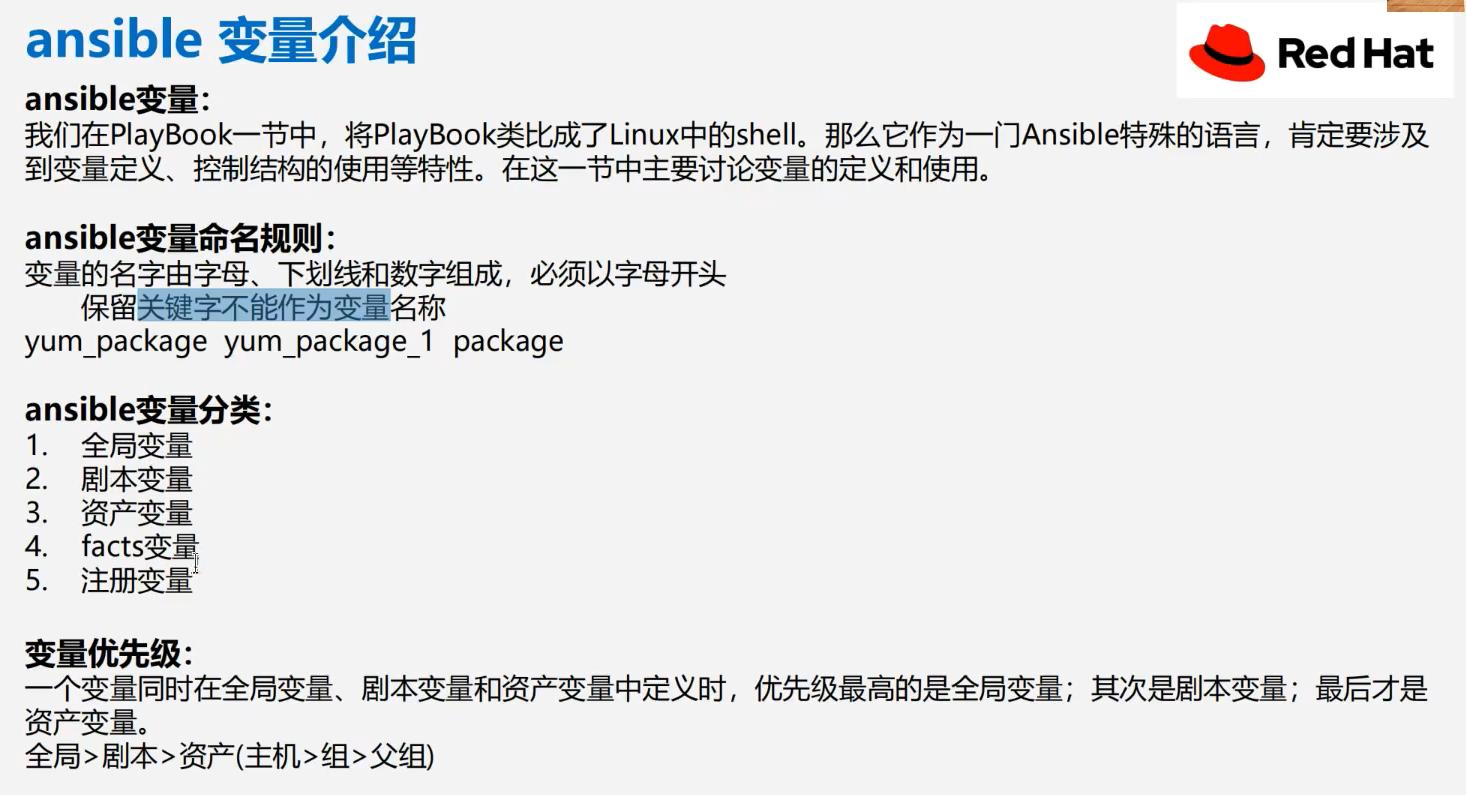 ansible 变量介绍
Red Hat
ansible变量：
我们在PlayBook一节中，将PlayBook类比成了Linux中的shell。那么它作为一门Ansible特殊的语言，肯定要涉及
到变量定义、控制结构的使用等特性。在这一节中主要讨论变量的定义和使用。
ansible变量命名规则：
变量的名字由字母、下划线和数字组成，必须以字母开头
保留关键字不能作为变量名称
yum_package yum_package_1 package
ansible变量分类：
1. 全局变量
2. 剧本变量
3. 资产变量
4. facts变量
5. 注册变量
变量优先级：
一个变量同时在全局变量、剧本变量和资产变量中定义时，优先级最高的是全局变量；其次是剧本变量；最后才是
资产变量。
全局>剧本>资产(主机>组>父组)